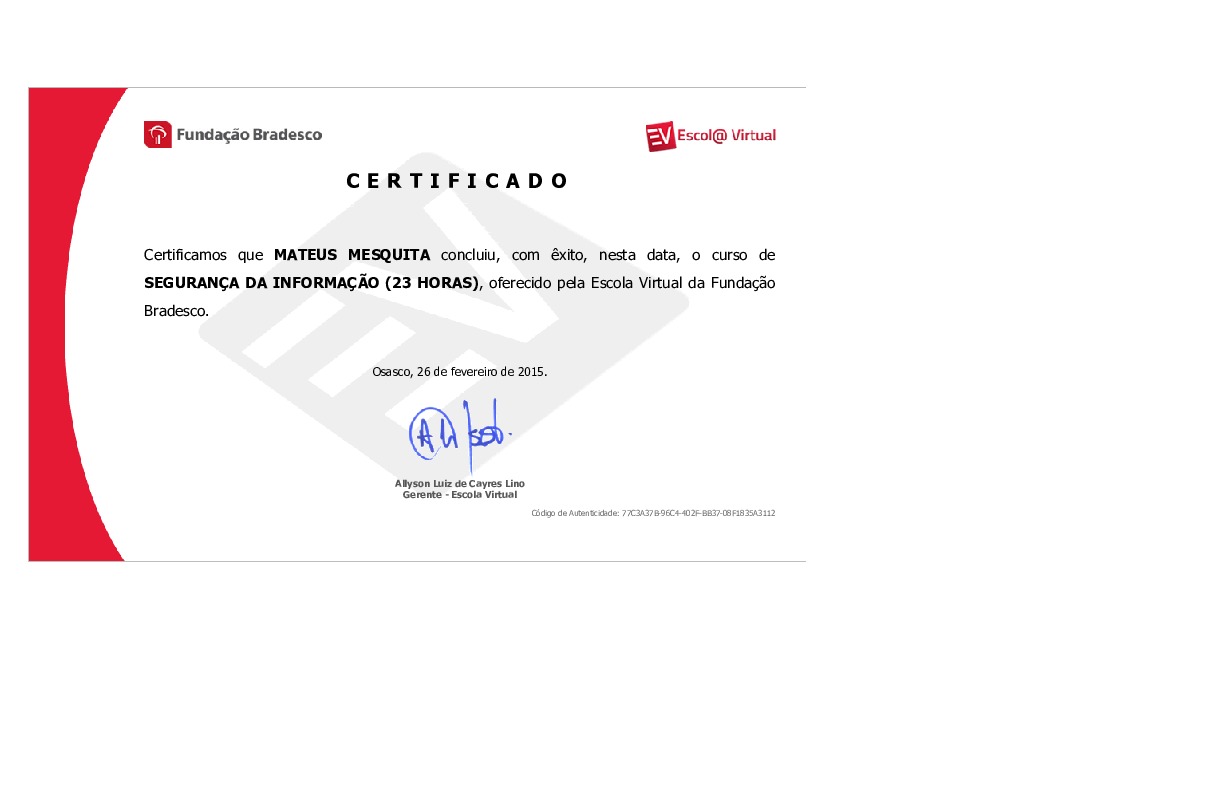 Fundação Bradesco
EV Escol@ Virtual
CERTIFICADO
Certificamos que MATEUS MESQUITA concluiu, com êxito, nesta data, o curso de
SEGURANÇA DA INFORMAÇÃO (23 HORAS), oferecido pela Escola Virtual da Fundação
Bradesco.
Osasco, 26 de fevereiro de 2015.
Allyson Luiz de Cayres Lino
Gerente - Escola Virtual
Código de Autenticidade: 77C3A37B-96C4-402F-BB37-08F1835A3112